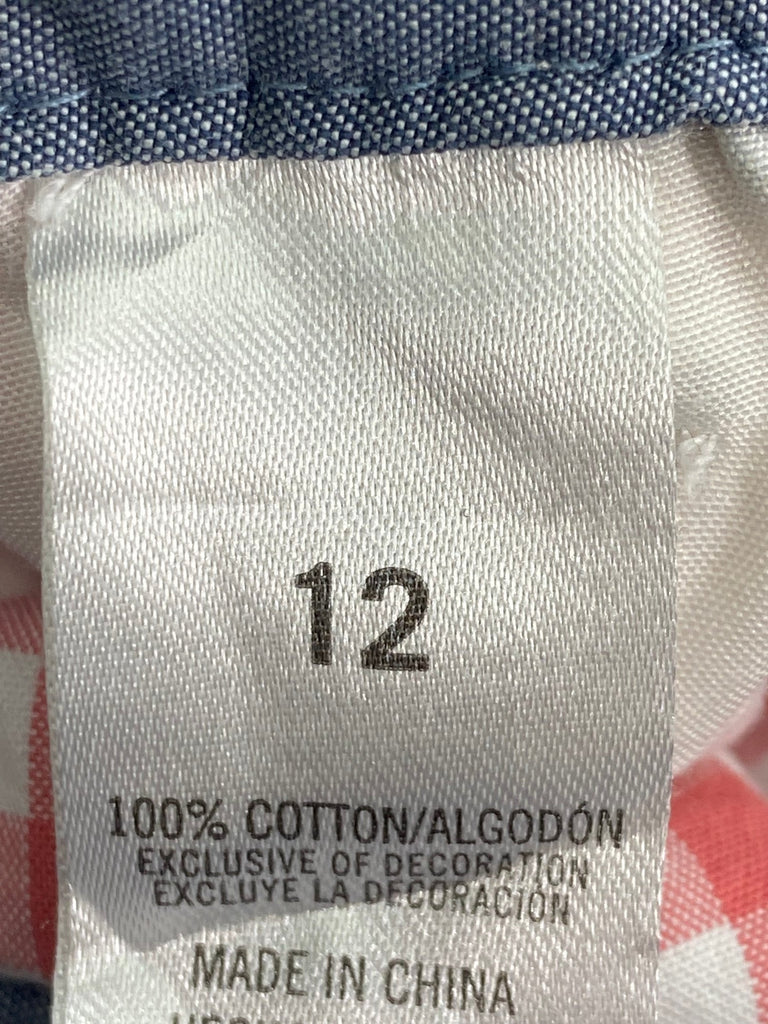 12
100% COTTON/ALGODÓN
EXCLUSIVE OF DECORATION
EXCLUYE LA DECORACIÓN
MADE IN CHINA